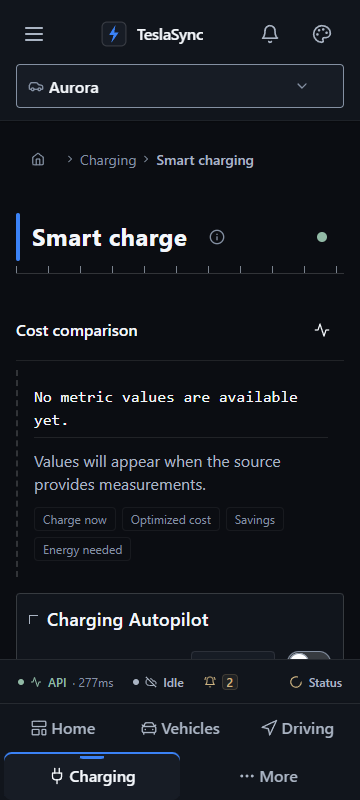 TeslaSync
Aurora
Charging
Smart charging
Smart charge
Cost comparison
No metric values are available
yet.
Values will appear when the source
provides measurements.
Charge now
Optimized cost
Savings
Energy needed
Charging Autopilot
API · 277ms
Idle
2
Status
Home
Vehicles
Driving
Charging
More